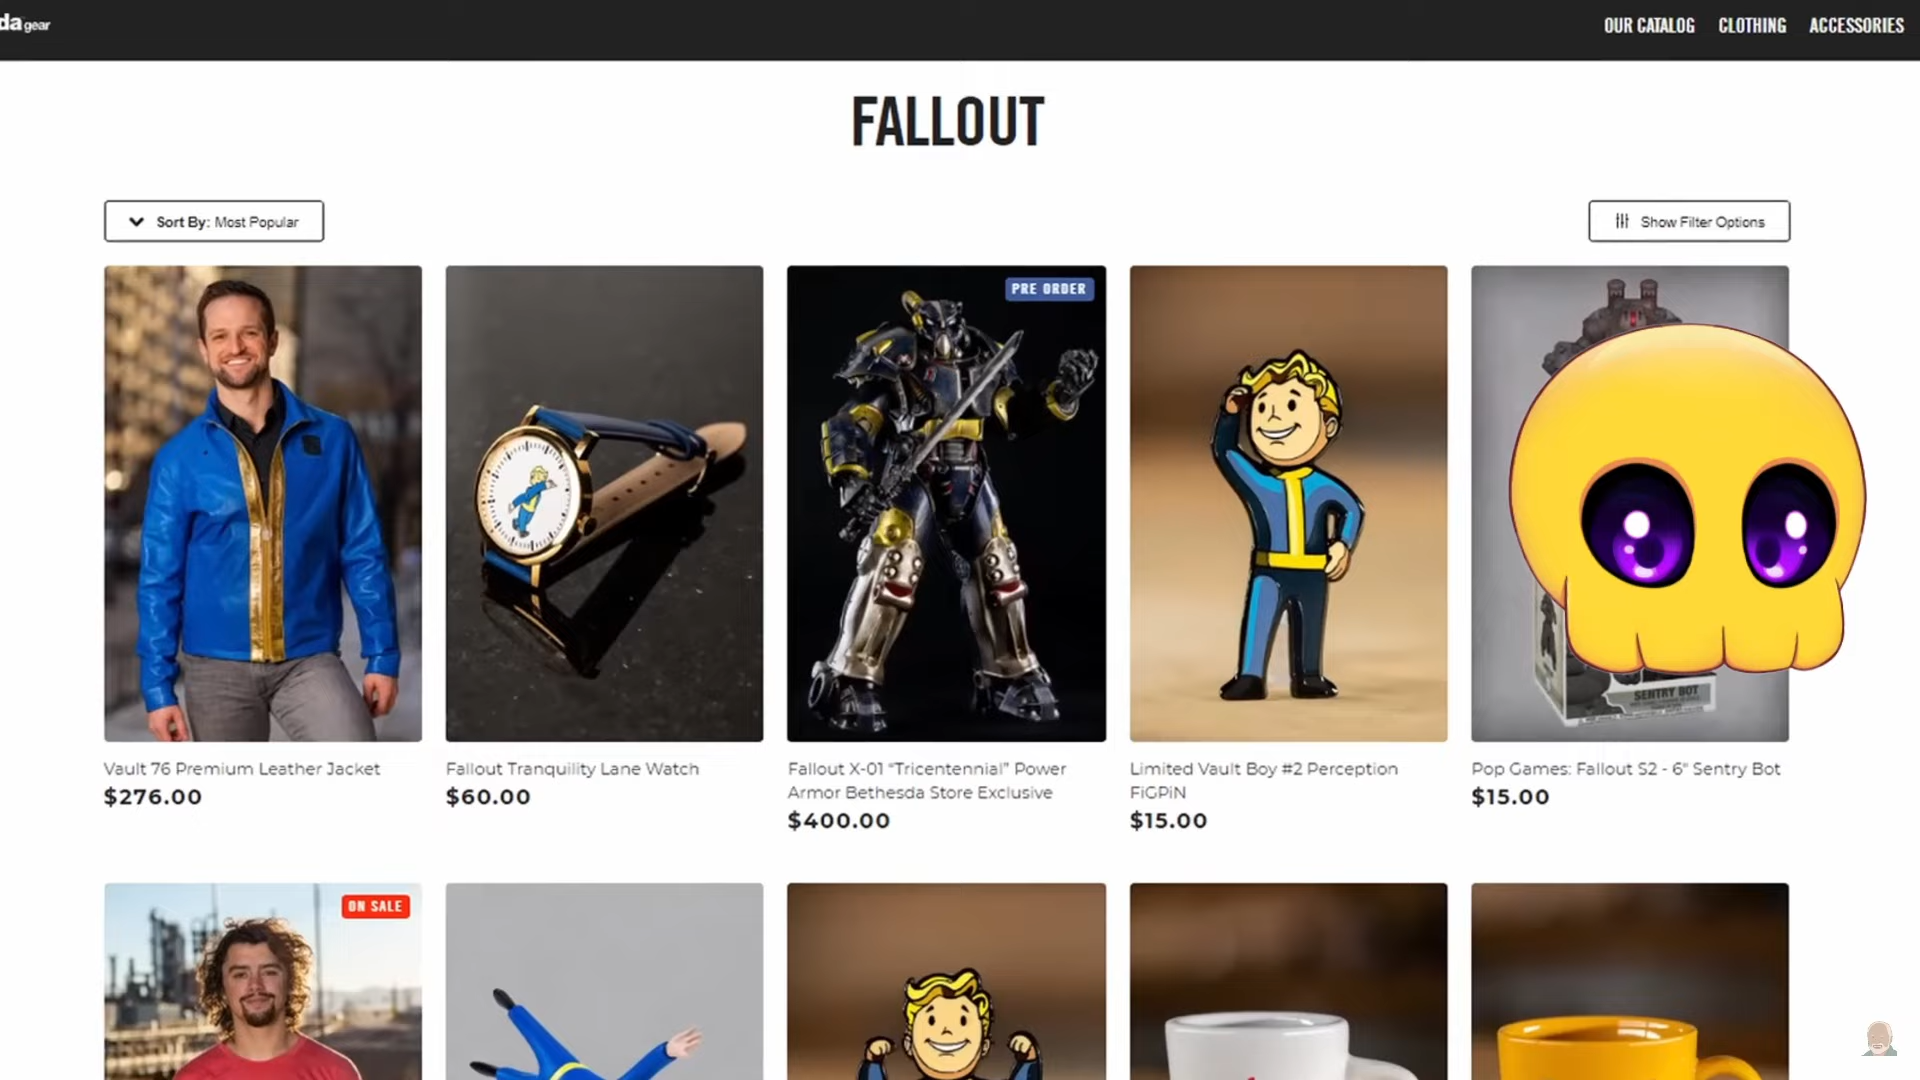 da gear
OUR CATALOG CLOTHING ACCESSORIES
FALLOUT
Sort By: Most Popular
Show Filter Options
PRE ORDER
SENTRY BOT
Vault 76 Premium Leather Jacket
$276.00
Fallout Tranquility Lane Watch
$60.00
Fallout X-01 “Tricentennial” Power
Armor Bethesda Store Exclusive
$400.00
Limited Vault Boy #2 Perception
FiGPiN
$15.00
Pop Games: Fallout S2 - 6" Sentry Bot
$15.00
ON SALE